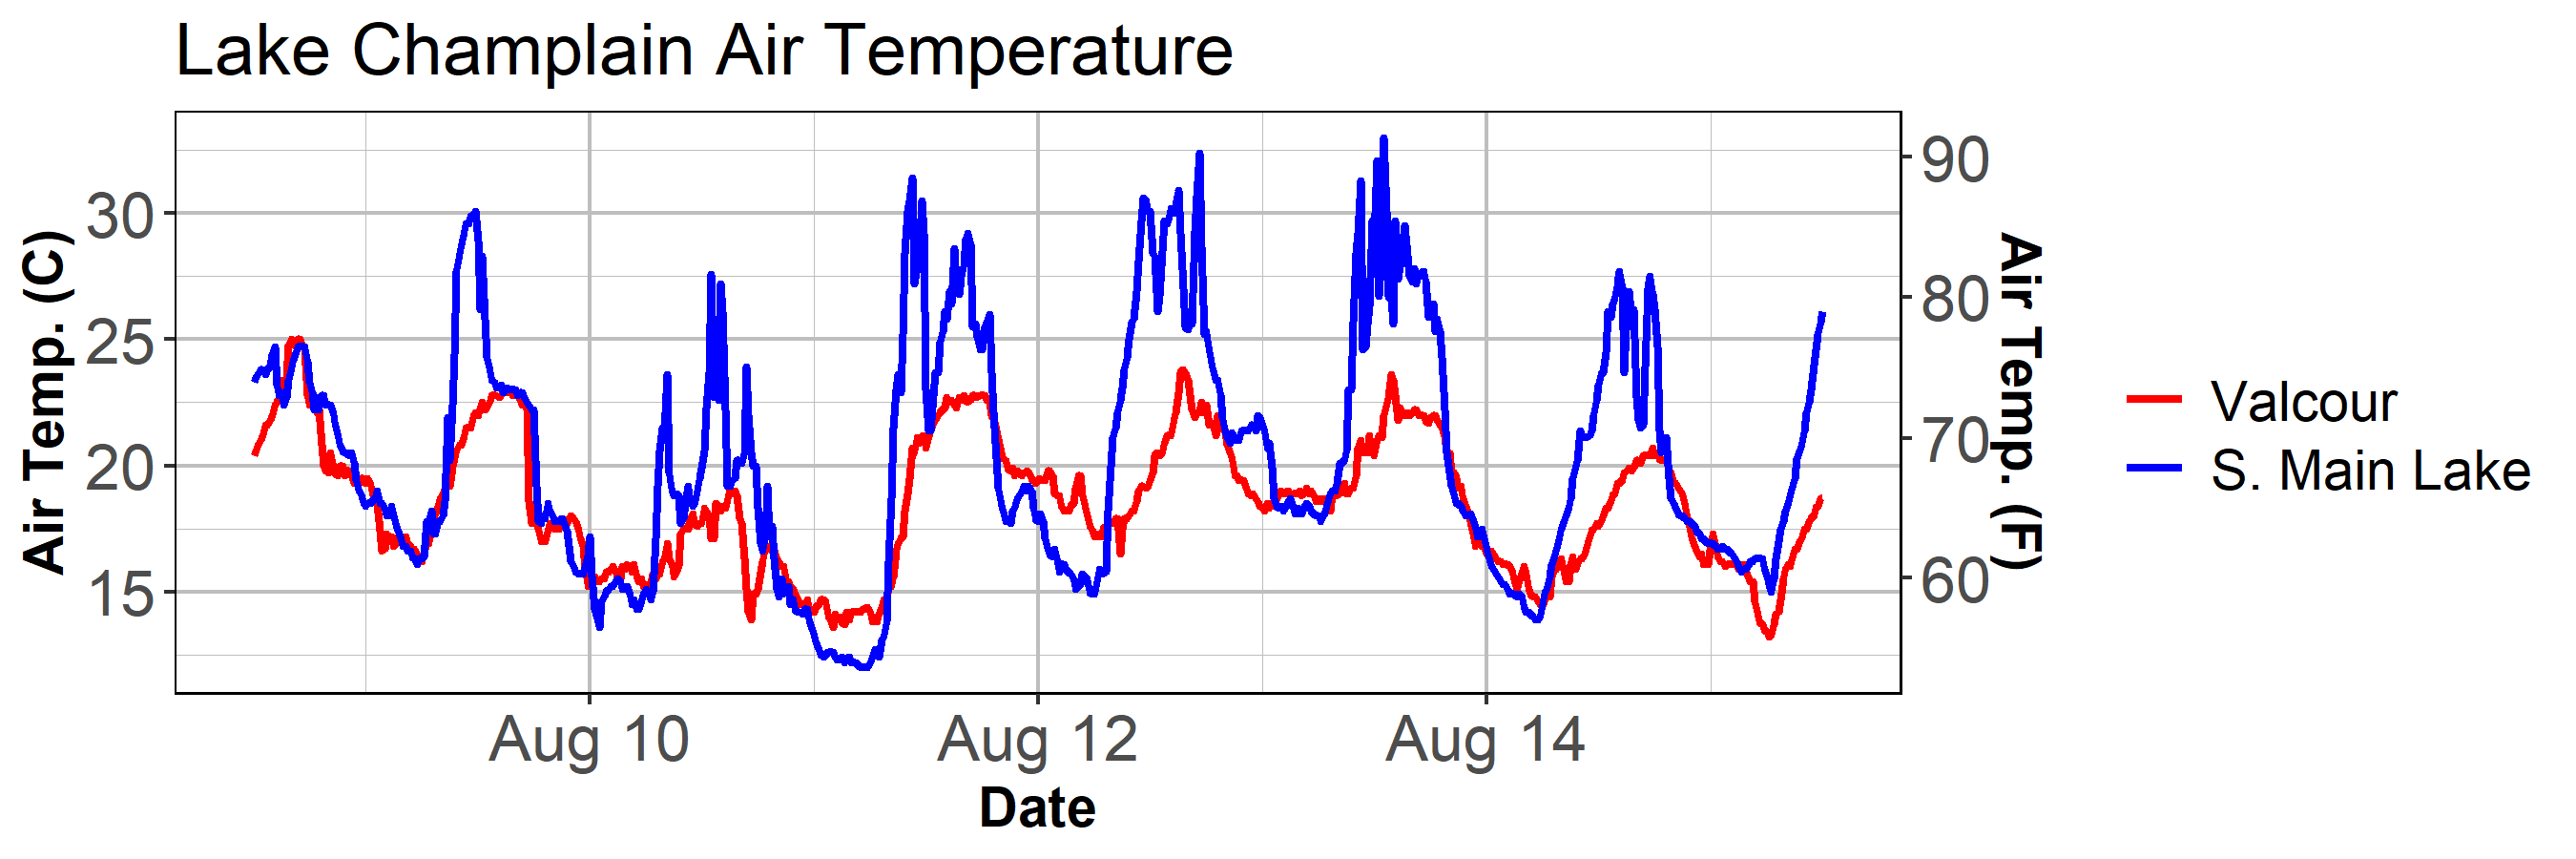 Lake Champlain Air Temperature
Air Temp. (C)
30
25
20
15
90
80
70
60
Air Temp. (F)
Aug 10
Aug 12
Aug 14
Date
Valcour
S. Main Lake